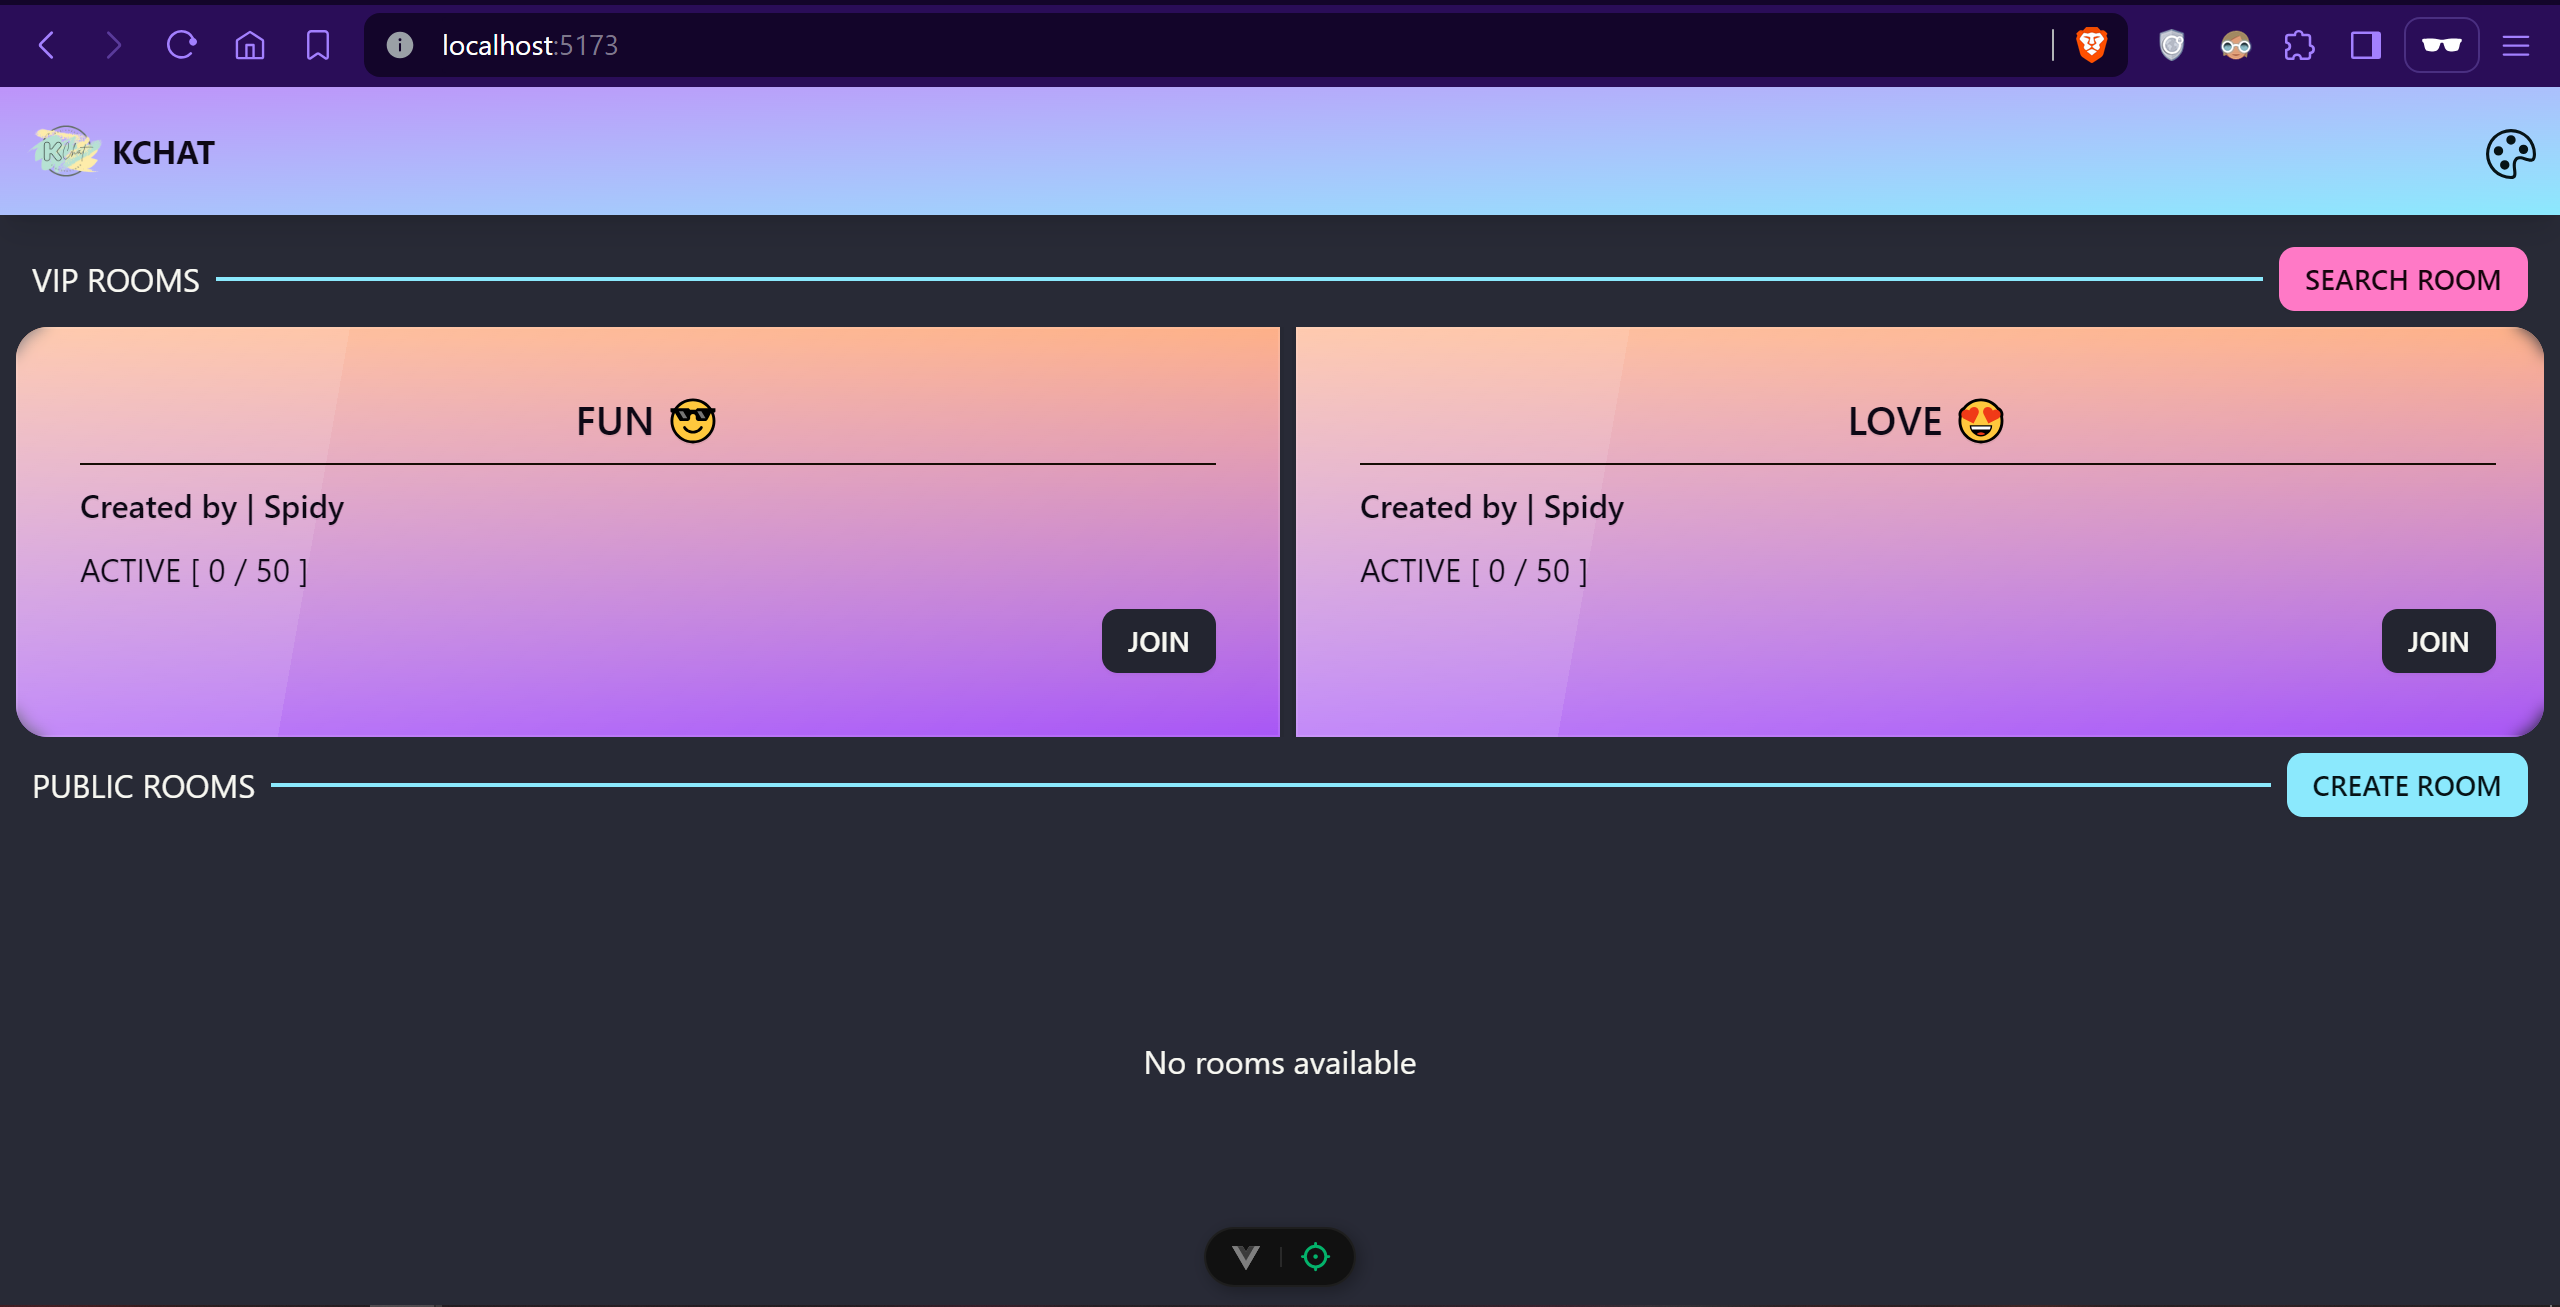 localhost:5173
KChat
KCHAT
VIP ROOMS
SEARCH ROOM
FUN 😎
LOVE 😍
Created by | Spidy
ACTIVE [ 0 / 50 ]
JOIN
Created by | Spidy
ACTIVE [ 0 / 50 ]
JOIN
PUBLIC ROOMS
CREATE ROOM
No rooms available